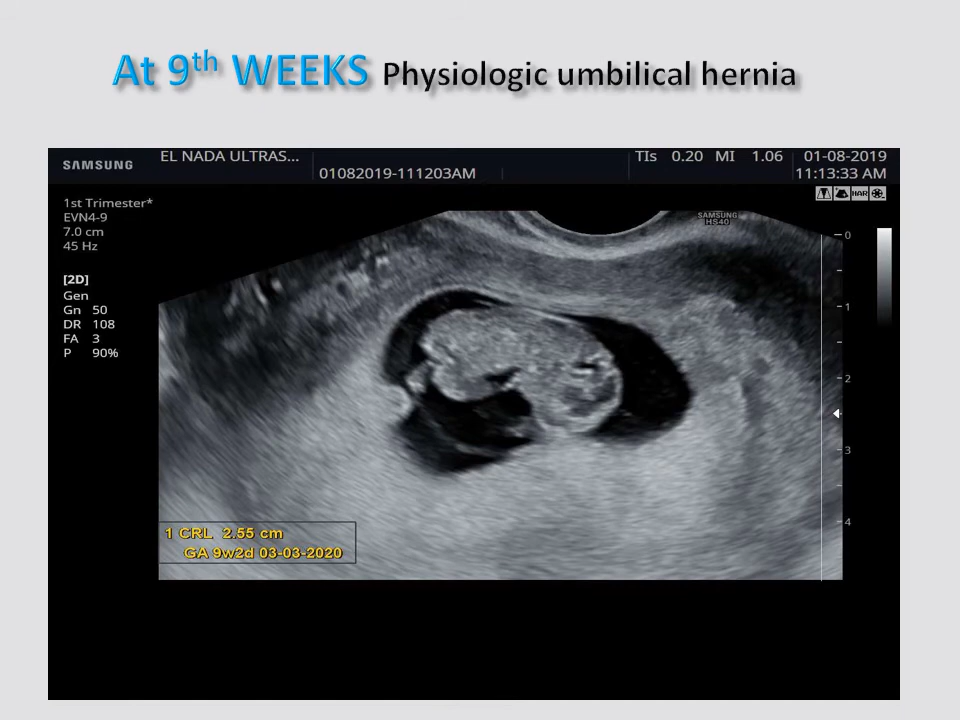 At 9th WEEKS Physiologic umbilical hernia
SAMSUNG
EL NADA ULTRAS...
01082019-111203AM
TIs 0.20 MI 1.06
01-08-2019
11:13:33 AM
HAR
SAMSUNG
HS40
1st Trimester*
EVN4-9
7.0 cm
45 Hz
[2D]
Gen
Gn 50
DR 108
FA 3
P 90%
0
1
2
3
4
1 CRL 2.55 cm
GA 9w2d 03-03-2020